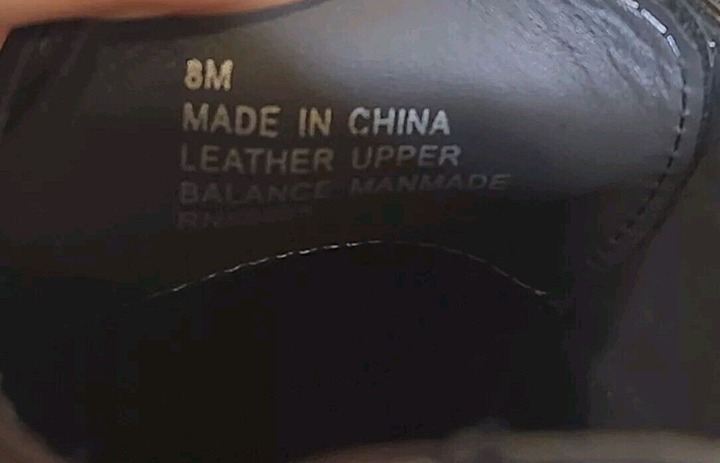 8M
MADE IN CHINA
LEATHER UPPER
BALANCE MANMADE